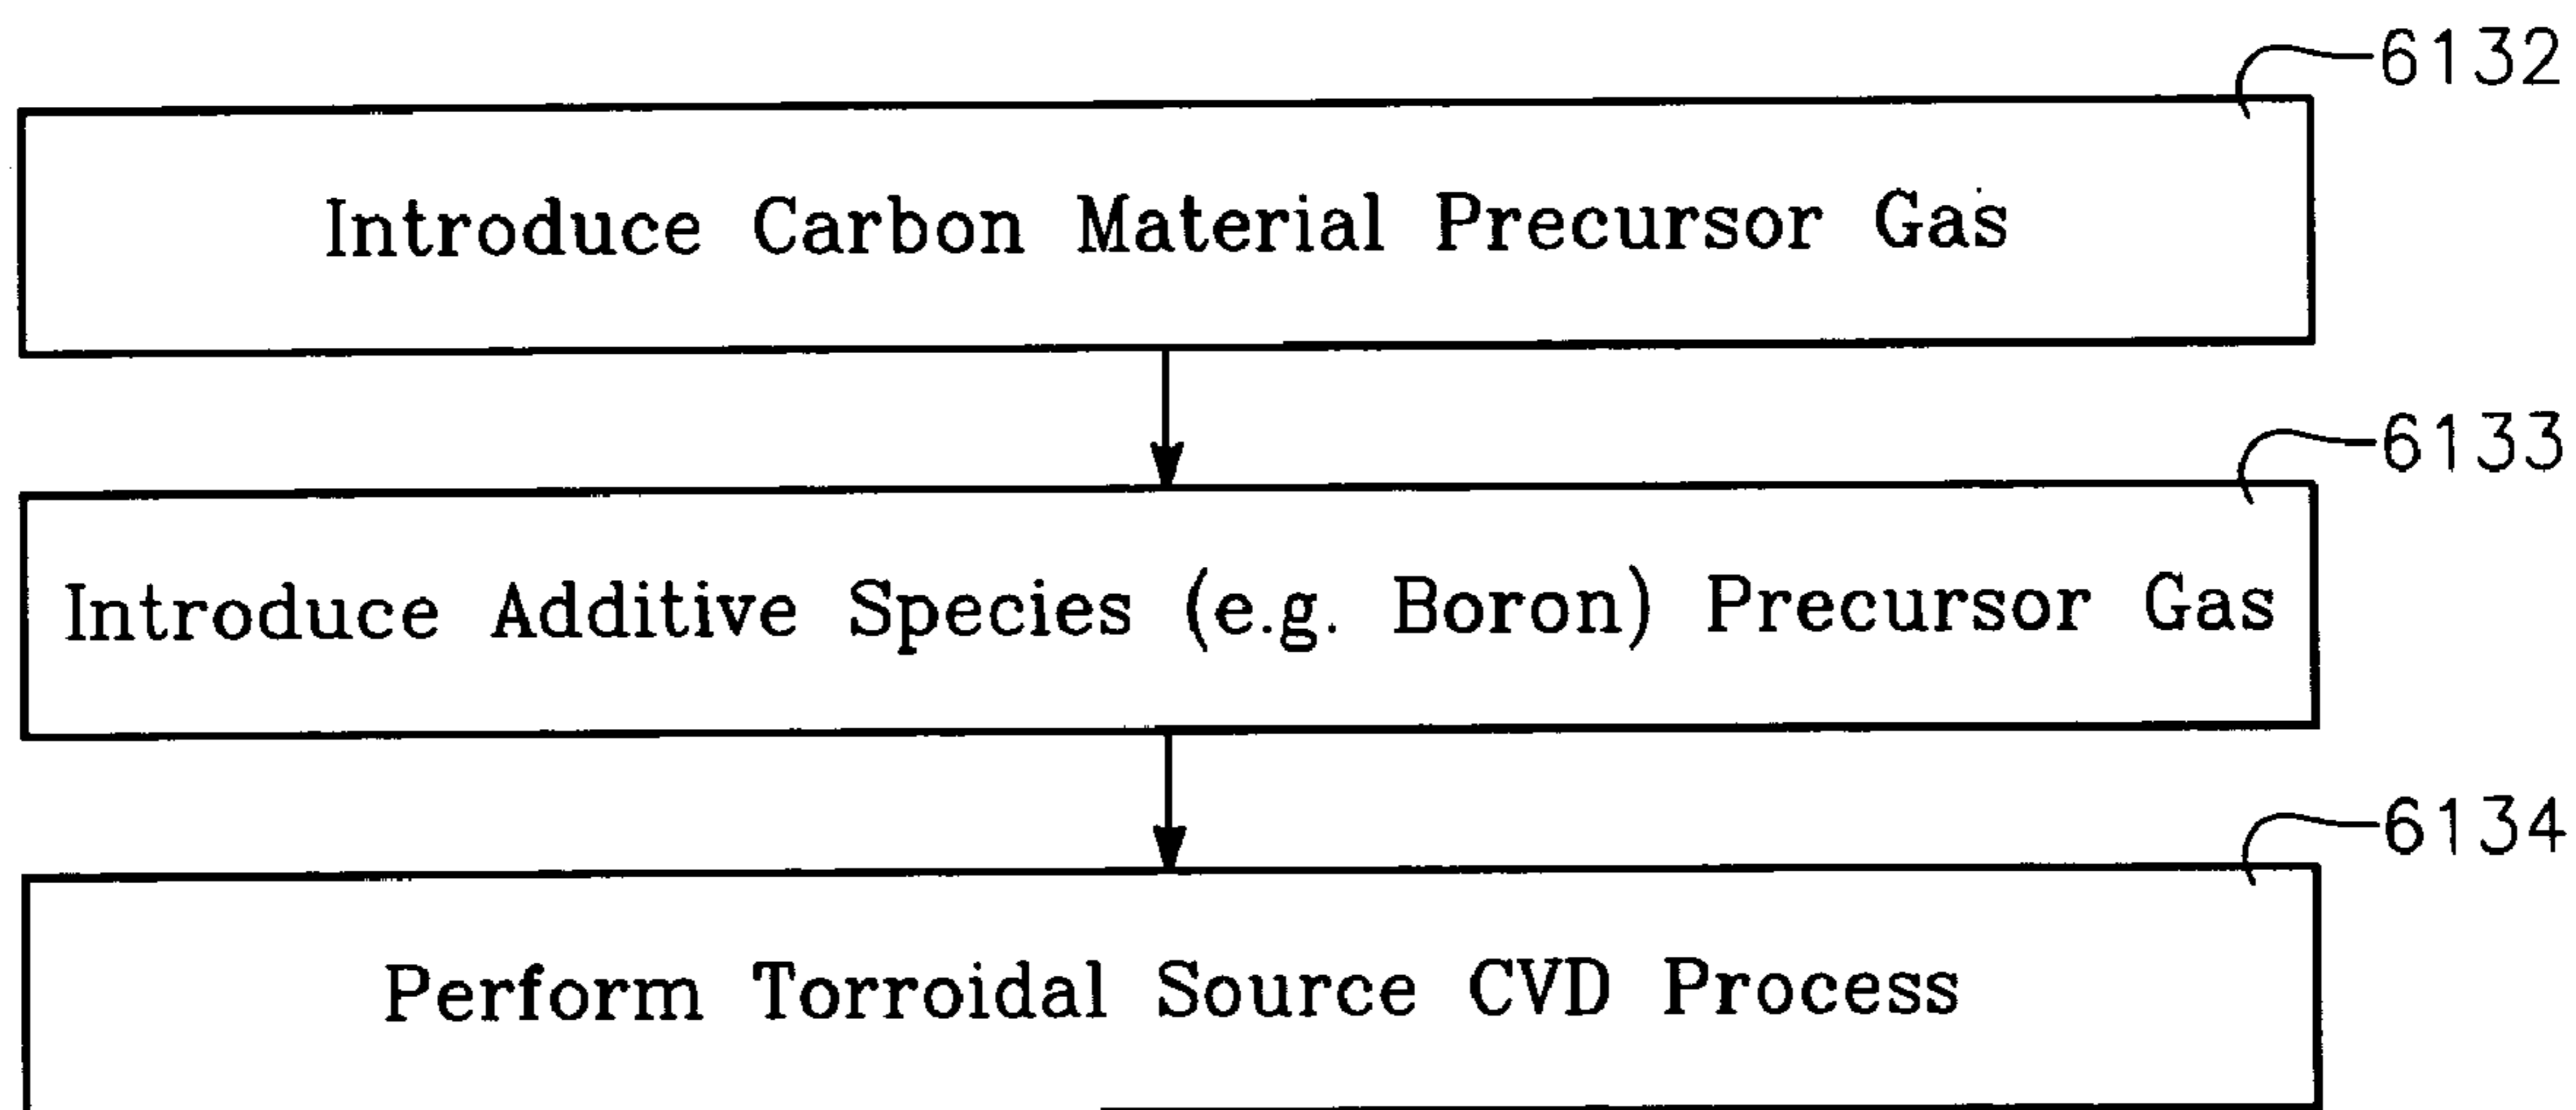 6132
Introduce Carbon Material Precursor Gas
6133
Introduce Additive Species (e.g. Boron) Precursor Gas
6134
Perform Torroidal Source CVD Process